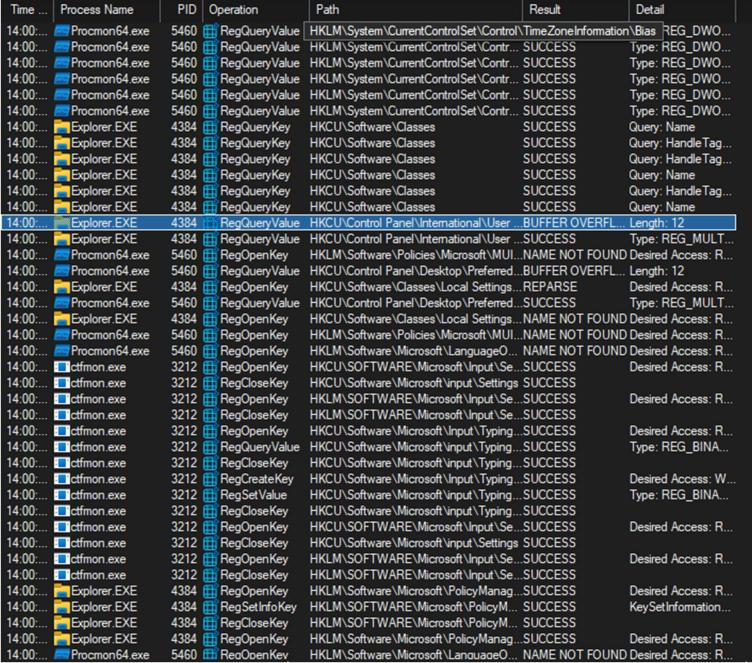 Time ... Process Name PID Operation Path Result Detail
14:00:... Procmon64.exe 5460 RegQueryValue HKLM\System\CurrentControlSet\Control\TimeZoneInformation\Bias REG_DWO...
14:00:... Procmon64.exe 5460 RegQueryValue HKLM\System\CurrentControlSet\Contr... SUCCESS Type: REG_DWO...
14:00:... Procmon64.exe 5460 RegQueryValue HKLM\System\CurrentControlSet\Contr... SUCCESS Type: REG_DWO...
14:00:... Procmon64.exe 5460 RegQueryValue HKLM\System\CurrentControlSet\Contr... SUCCESS Type: REG_DWO...
14:00:... Procmon64.exe 5460 RegQueryValue HKLM\System\CurrentControlSet\Contr... SUCCESS Type: REG_DWO...
14:00:... Procmon64.exe 5460 RegQueryValue HKLM\System\CurrentControlSet\Contr... SUCCESS Type: REG_DWO...
14:00:... Explorer.EXE 4384 RegQueryKey HKCU\Software\Classes SUCCESS Query: Name
14:00:... Explorer.EXE 4384 RegQueryKey HKCU\Software\Classes SUCCESS Query: HandleTag...
14:00:... Explorer.EXE 4384 RegQueryKey HKCU\Software\Classes SUCCESS Query: HandleTag...
14:00:... Explorer.EXE 4384 RegQueryKey HKCU\Software\Classes SUCCESS Query: Name
14:00:... Explorer.EXE 4384 RegQueryKey HKCU\Software\Classes SUCCESS Query: HandleTag...
14:00:... Explorer.EXE 4384 RegQueryKey HKCU\Software\Classes SUCCESS Query: Name
14:00:... Explorer.EXE 4384 RegQueryValue HKCU\Control Panel\International\User ... BUFFER OVERFL... Length: 12
14:00:... Explorer.EXE 4384 RegQueryValue HKCU\Control Panel\International\User ... SUCCESS Type: REG_MULT...
14:00:... Procmon64.exe 5460 RegOpenKey HKLM\Software\Policies\Microsoft\MUI... NAME NOT FOUND Desired Access: R...
14:00:... Procmon64.exe 5460 RegQueryValue HKCU\Control Panel\Desktop\Preferred... BUFFER OVERFL... Length: 12
14:00:... Explorer.EXE 4384 RegOpenKey HKCU\Software\Classes\Local Settings... REPARSE Desired Access: R...
14:00:... Procmon64.exe 5460 RegQueryValue HKCU\Control Panel\Desktop\Preferred... SUCCESS Type: REG_MULT...
14:00:... Explorer.EXE 4384 RegOpenKey HKCU\Software\Classes\Local Settings... NAME NOT FOUND Desired Access: R...
14:00:... Procmon64.exe 5460 RegOpenKey HKLM\Software\Policies\Microsoft\MUI... NAME NOT FOUND Desired Access: R...
14:00:... Procmon64.exe 5460 RegOpenKey HKLM\Software\Microsoft\LanguageO... NAME NOT FOUND Desired Access: R...
14:00:... ctfmon.exe 3212 RegOpenKey HKCU\SOFTWARE\Microsoft\Input\Se... SUCCESS Desired Access: R...
14:00:... ctfmon.exe 3212 RegCloseKey HKCU\Software\Microsoft\input\Settings SUCCESS
14:00:... ctfmon.exe 3212 RegOpenKey HKLM\SOFTWARE\Microsoft\Input\Se... SUCCESS Desired Access: R...
14:00:... ctfmon.exe 3212 RegCloseKey HKLM\SOFTWARE\Microsoft\Input\Se... SUCCESS
14:00:... ctfmon.exe 3212 RegOpenKey HKCU\Software\Microsoft\Input\Typing... SUCCESS Desired Access: R...
14:00:... ctfmon.exe 3212 RegQueryValue HKCU\Software\Microsoft\input\Typing... SUCCESS Type: REG_BINA...
14:00:... ctfmon.exe 3212 RegCloseKey HKCU\Software\Microsoft\input\Typing... SUCCESS
14:00:... ctfmon.exe 3212 RegCreateKey HKCU\Software\Microsoft\Input\Typing... SUCCESS Desired Access: W...
14:00:... ctfmon.exe 3212 RegSetValue HKCU\Software\Microsoft\input\Typing... SUCCESS Type: REG_BINA...
14:00:... ctfmon.exe 3212 RegCloseKey HKCU\Software\Microsoft\input\Typing... SUCCESS
14:00:... ctfmon.exe 3212 RegOpenKey HKCU\SOFTWARE\Microsoft\Input\Se... SUCCESS Desired Access: R...
14:00:... ctfmon.exe 3212 RegCloseKey HKCU\Software\Microsoft\input\Settings SUCCESS
14:00:... ctfmon.exe 3212 RegOpenKey HKLM\SOFTWARE\Microsoft\Input\Se... SUCCESS Desired Access: R...
14:00:... ctfmon.exe 3212 RegCloseKey HKLM\SOFTWARE\Microsoft\Input\Se... SUCCESS
14:00:... Explorer.EXE 4384 RegOpenKey HKLM\Software\Microsoft\PolicyManag... SUCCESS Desired Access: R...
14:00:... Explorer.EXE 4384 RegSetInfoKey HKLM\SOFTWARE\Microsoft\PolicyM... SUCCESS KeySetInformation...
14:00:... Explorer.EXE 4384 RegCloseKey HKLM\SOFTWARE\Microsoft\PolicyM... SUCCESS
14:00:... Explorer.EXE 4384 RegOpenKey HKLM\Software\Microsoft\PolicyManag... SUCCESS Desired Access: R...
14:00:... Procmon64.exe 5460 RegOpenKey HKLM\Software\Microsoft\LanguageO... NAME NOT FOUND Desired Access: R...